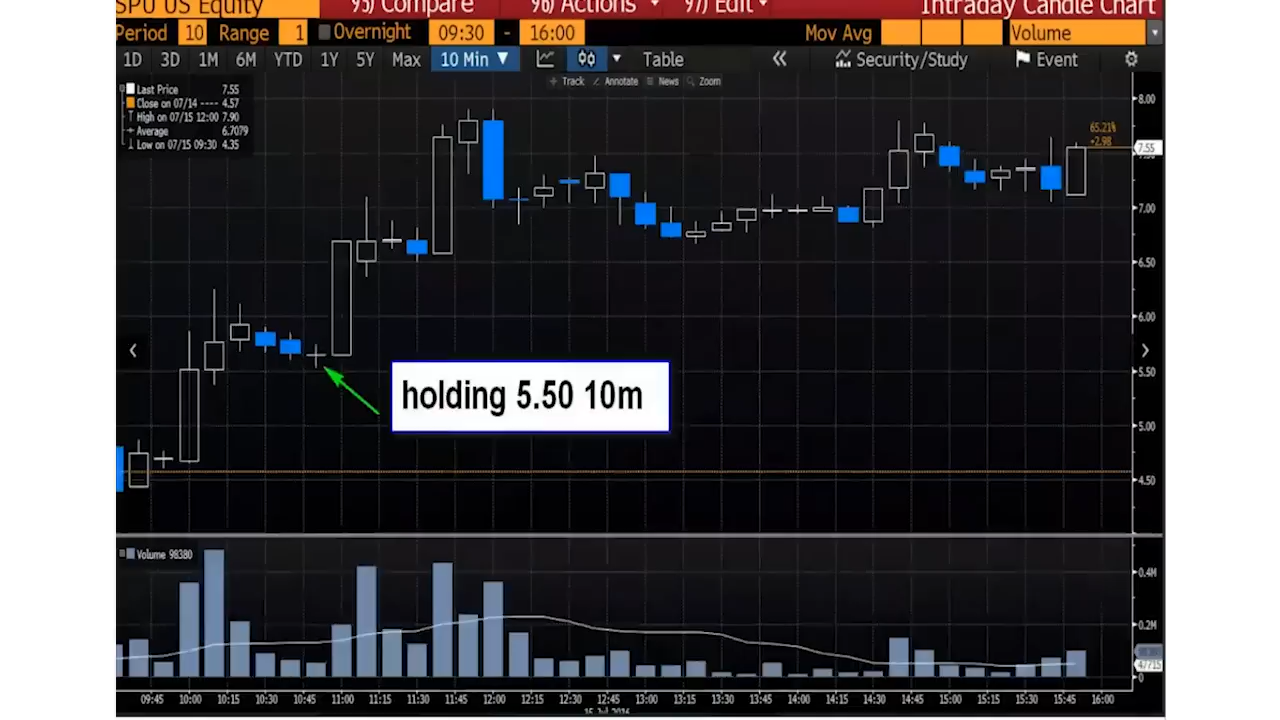 SPU US Equity 95) Compare 96) Actions 97) Edit Intraday Candle Chart
Period 10 Range 1 Overnight 09:30 - 16:00 Mov Avg Volume
1D 3D 1M 6M YTD 1Y 5Y Max 10 Min ▼ Table « Security/Study Event
Track Annotate News Zoom
Last Price 7.55
Close on 07/14 ---- 4.57
High on 07/15 12:00 7.90
Average 6.7079
Low on 07/15 09:30 4.35
8.00
65.21%
+2.98
7.55
7.00
6.50
6.00
5.50
holding 5.50 10m
5.00
4.50
Volume 98380
0.4M
0.2M
47215
0
09:45 10:00 10:15 10:30 10:45 11:00 11:15 11:30 11:45 12:00 12:15 12:30 12:45 13:00 13:15 13:30 13:45 14:00 14:15 14:30 14:45 15:00 15:15 15:30 15:45 16:00
15 Jul 2016